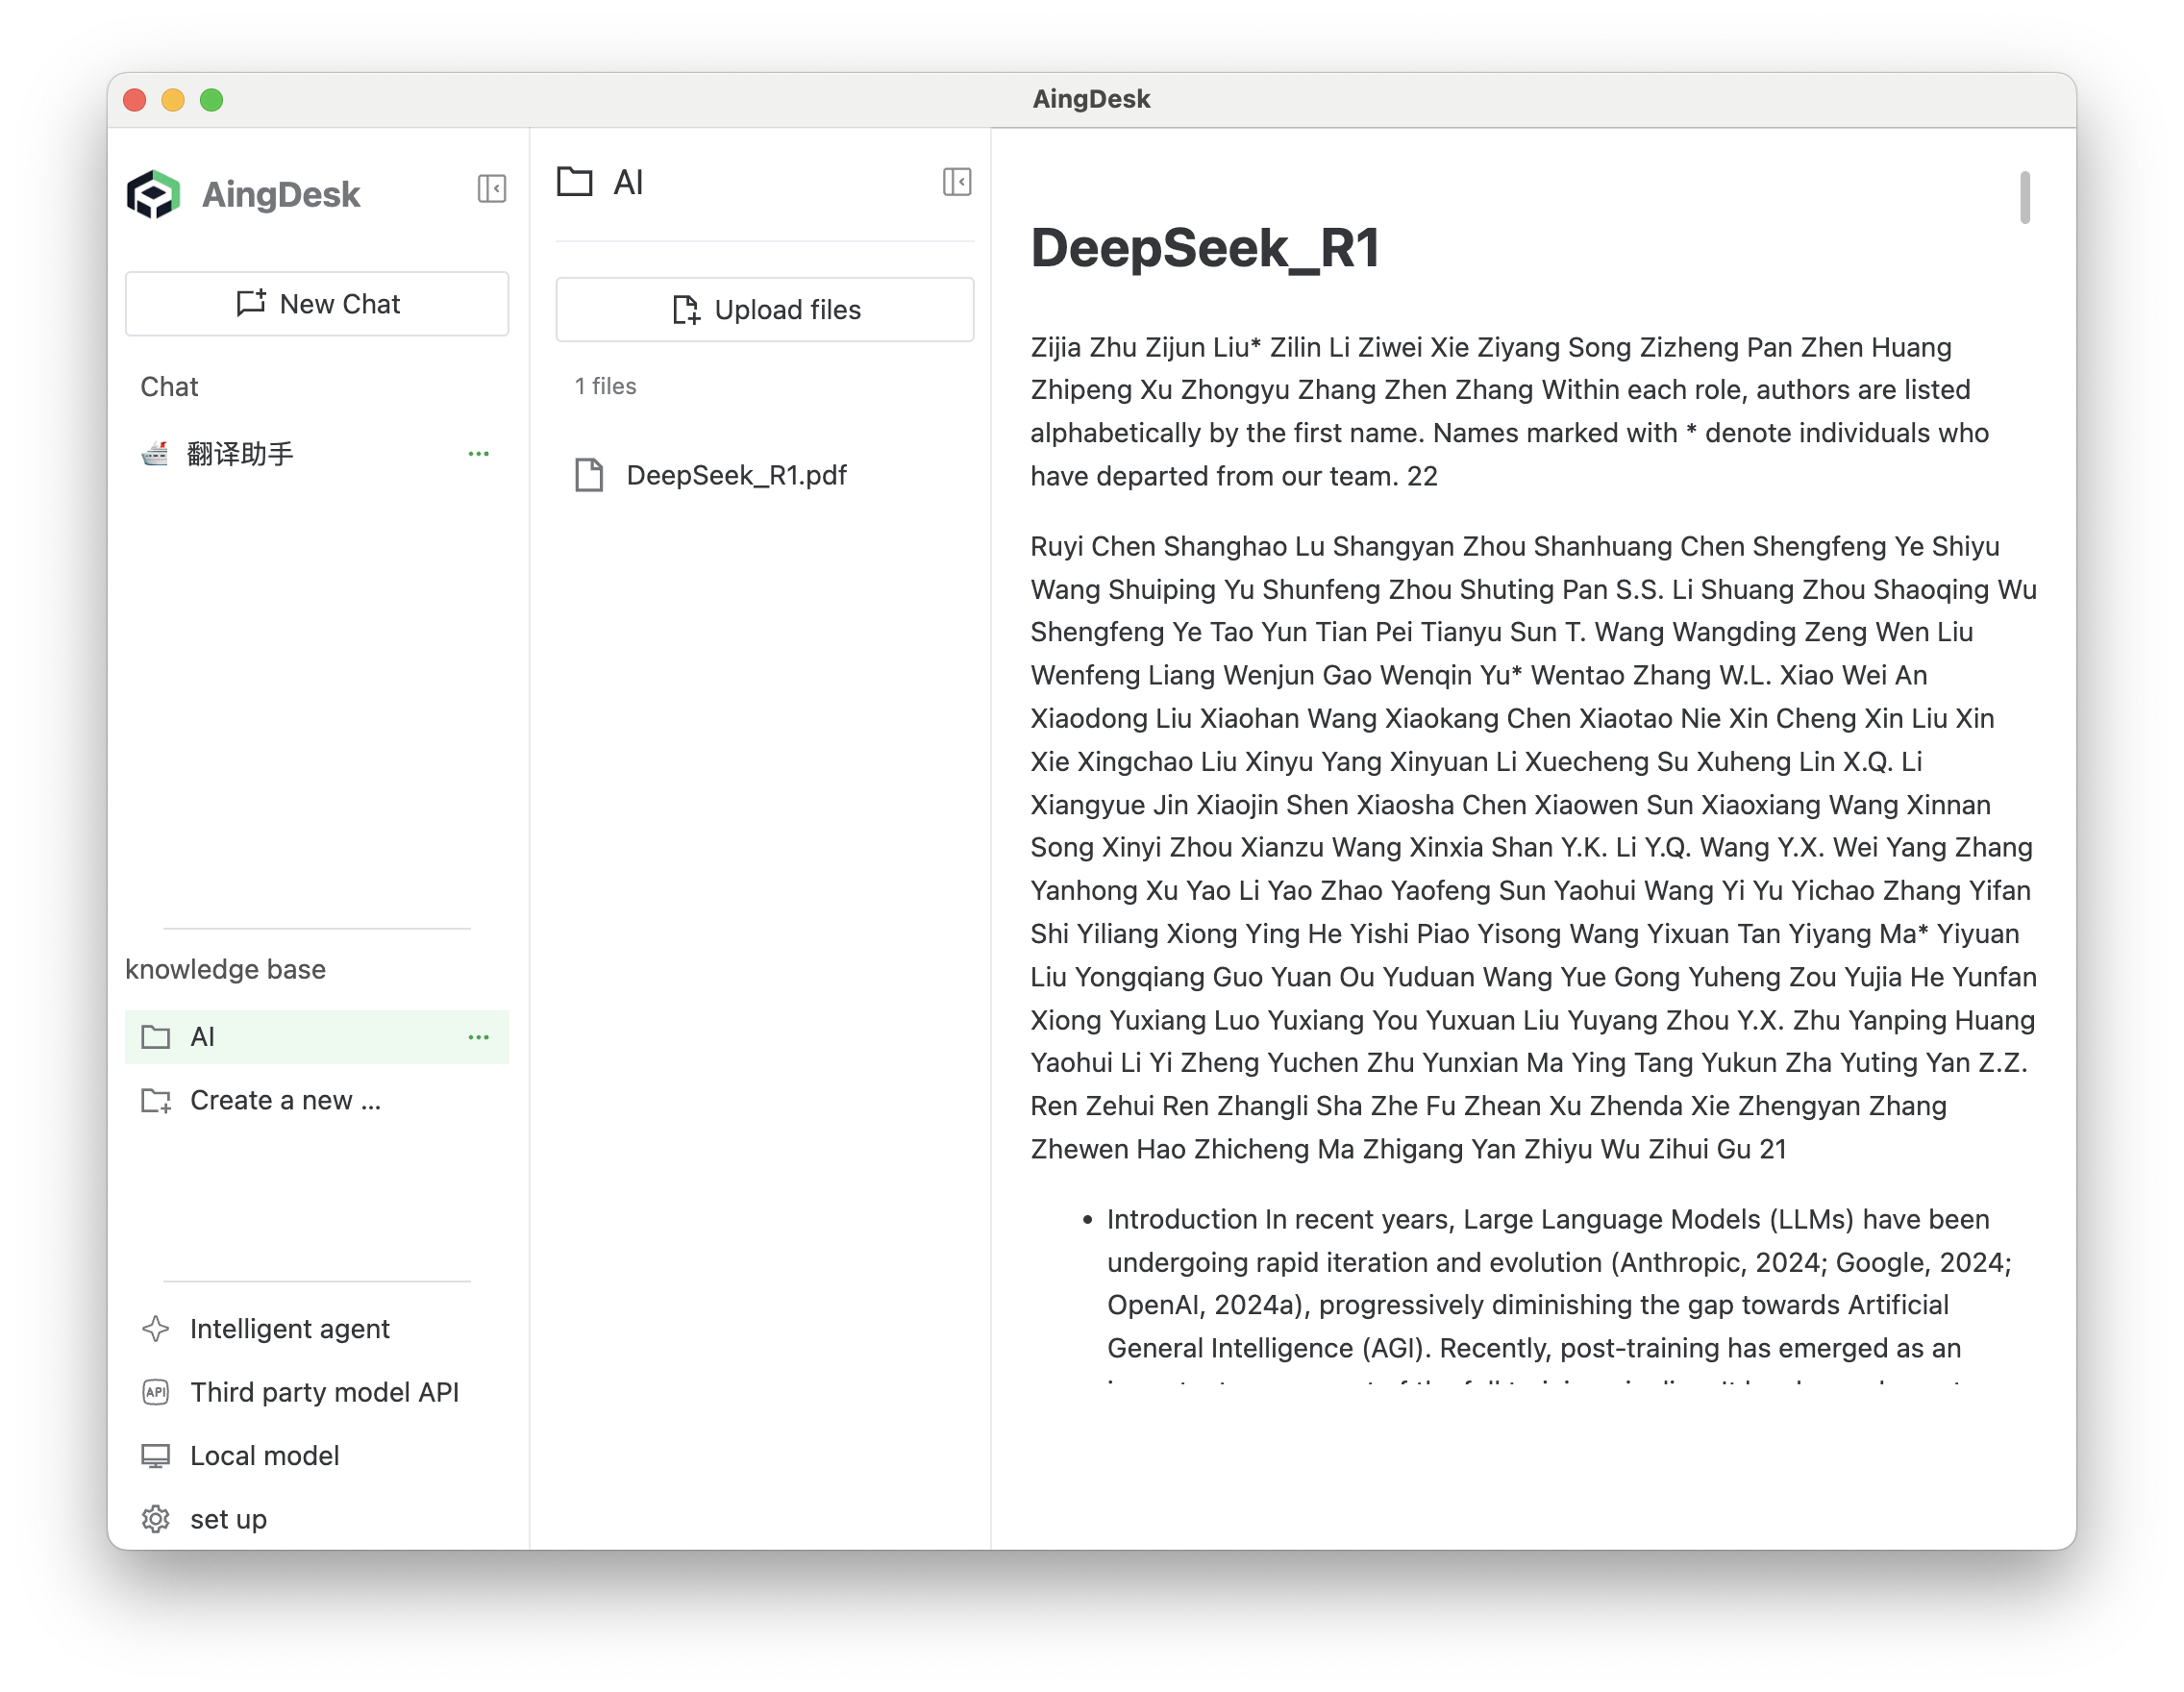 AingDesk
AingDesk
New Chat
Chat
翻译助手
knowledge base
AI
Create a new ...
Intelligent agent
API
Third party model API
Local model
set up
AI
Upload files
1 files
DeepSeek_R1.pdf
DeepSeek_R1
Zijia Zhu Zijun Liu* Zilin Li Ziwei Xie Ziyang Song Zizheng Pan Zhen Huang
Zhipeng Xu Zhongyu Zhang Zhen Zhang Within each role, authors are listed
alphabetically by the first name. Names marked with * denote individuals who
have departed from our team. 22
Ruyi Chen Shanghao Lu Shangyan Zhou Shanhuang Chen Shengfeng Ye Shiyu
Wang Shuiping Yu Shunfeng Zhou Shuting Pan S.S. Li Shuang Zhou Shaoqing Wu
Shengfeng Ye Tao Yun Tian Pei Tianyu Sun T. Wang Wangding Zeng Wen Liu
Wenfeng Liang Wenjun Gao Wenqin Yu* Wentao Zhang W.L. Xiao Wei An
Xiaodong Liu Xiaohan Wang Xiaokang Chen Xiaotao Nie Xin Cheng Xin Liu Xin
Xie Xingchao Liu Xinyu Yang Xinyuan Li Xuecheng Su Xuheng Lin X.Q. Li
Xiangyue Jin Xiaojin Shen Xiaosha Chen Xiaowen Sun Xiaoxiang Wang Xinnan
Song Xinyi Zhou Xianzu Wang Xinxia Shan Y.K. Li Y.Q. Wang Y.X. Wei Yang Zhang
Yanhong Xu Yao Li Yao Zhao Yaofeng Sun Yaohui Wang Yi Yu Yichao Zhang Yifan
Shi Yiliang Xiong Ying He Yishi Piao Yisong Wang Yixuan Tan Yiyang Ma* Yiyuan
Liu Yongqiang Guo Yuan Ou Yuduan Wang Yue Gong Yuheng Zou Yujia He Yunfan
Xiong Yuxiang Luo Yuxiang You Yuxuan Liu Yuyang Zhou Y.X. Zhu Yanping Huang
Yaohui Li Yi Zheng Yuchen Zhu Yunxian Ma Ying Tang Yukun Zha Yuting Yan Z.Z.
Ren Zehui Ren Zhangli Sha Zhe Fu Zhean Xu Zhenda Xie Zhengyan Zhang
Zhewen Hao Zhicheng Ma Zhigang Yan Zhiyu Wu Zihui Gu 21
• Introduction In recent years, Large Language Models (LLMs) have been
undergoing rapid iteration and evolution (Anthropic, 2024; Google, 2024;
OpenAI, 2024a), progressively diminishing the gap towards Artificial
General Intelligence (AGI). Recently, post-training has emerged as an